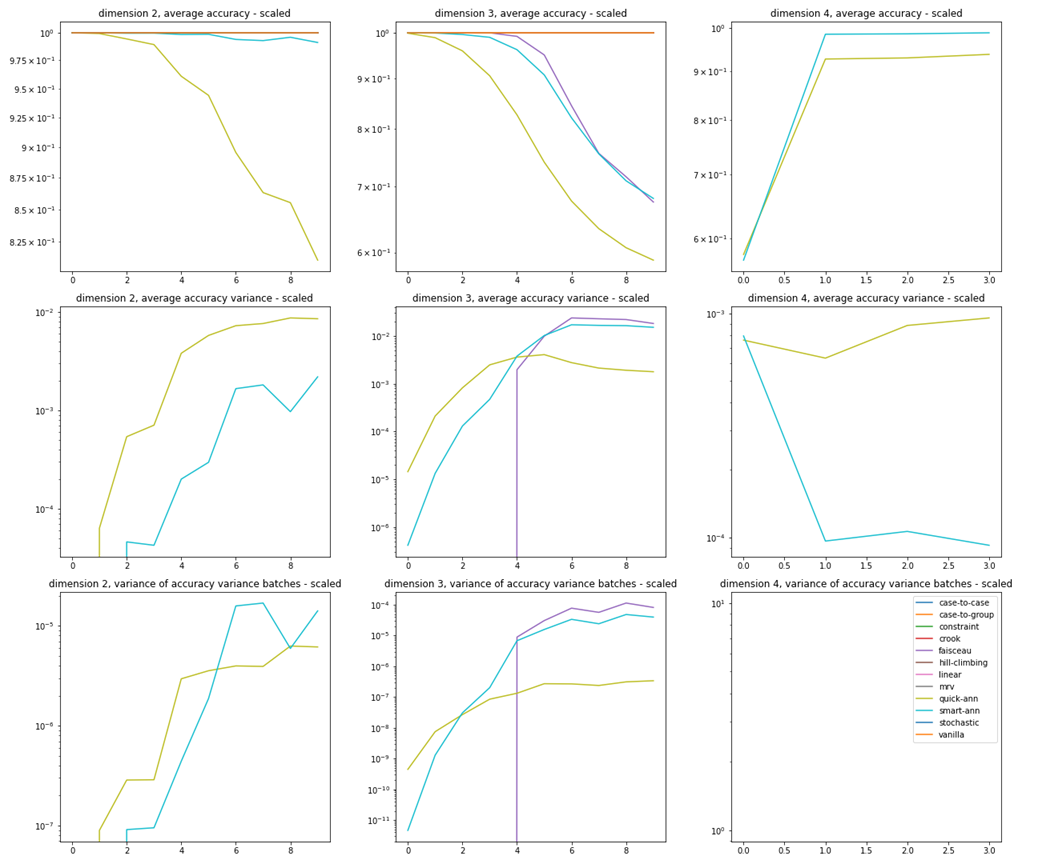 dimension 2, average accuracy - scaled
10⁰
9.75 × 10⁻¹
9.5 × 10⁻¹
9.25 × 10⁻¹
9 × 10⁻¹
8.75 × 10⁻¹
8.5 × 10⁻¹
8.25 × 10⁻¹
0 2 4 6 8
dimension 3, average accuracy - scaled
10⁰
9 × 10⁻¹
8 × 10⁻¹
7 × 10⁻¹
6 × 10⁻¹
0 2 4 6 8
dimension 4, average accuracy - scaled
10⁰
9 × 10⁻¹
8 × 10⁻¹
7 × 10⁻¹
6 × 10⁻¹
0.0 0.5 1.0 1.5 2.0 2.5 3.0
dimension 2, average accuracy variance - scaled
10⁻²
10⁻³
10⁻⁴
0 2 4 6 8
dimension 3, average accuracy variance - scaled
10⁻²
10⁻³
10⁻⁴
10⁻⁵
10⁻⁶
0 2 4 6 8
dimension 4, average accuracy variance - scaled
10⁻³
10⁻⁴
0.0 0.5 1.0 1.5 2.0 2.5 3.0
dimension 2, variance of accuracy variance batches - scaled
10⁻⁵
10⁻⁶
10⁻⁷
0 2 4 6 8
dimension 3, variance of accuracy variance batches - scaled
10⁻⁴
10⁻⁵
10⁻⁶
10⁻⁷
10⁻⁸
10⁻⁹
10⁻¹⁰
10⁻¹¹
0 2 4 6 8
dimension 4, variance of accuracy variance batches - scaled
10¹
10⁰
case-to-case
case-to-group
constraint
crook
faisceau
hill-climbing
linear
mrv
quick-ann
smart-ann
stochastic
vanilla
0.0 0.5 1.0 1.5 2.0 2.5 3.0